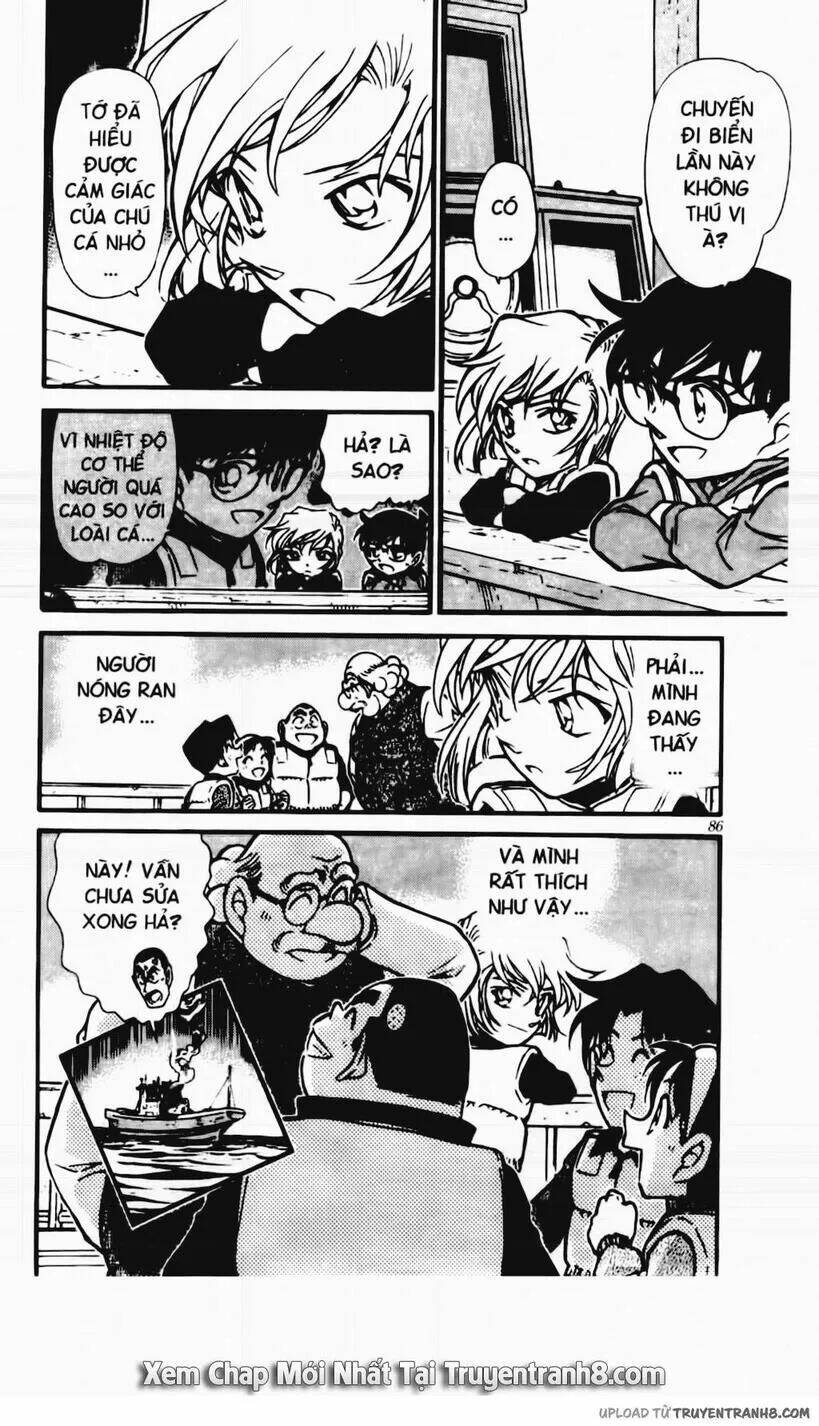 CHUYẾN
ĐI BIỂN
LẦN NÀY
KHÔNG
THÚ VỊ
À?
CÓ
...
TỚ ĐÃ
HIỂU
ĐƯỢC
CẢM GIÁC
CỦA CHÚ
CÁ NHỎ
...
HẢ? LÀ
SAO?
VÌ NHIỆT ĐỘ
CƠ THỂ
NGƯỜI QUÁ
CAO SO VỚI
LOÀI CÁ...
PHẢI...
MÌNH
ĐANG
THẤY
...
NGƯỜI
NÓNG RAN
ĐÂY...
86
VÀ MÌNH
RẤT THÍCH
NHƯ VẬY...
NÀY! VẪN
CHƯA SỬA
XONG HẢ?
Xem Chap Mới Nhất Tại Truyentranh8.com
UPLOAD TỪ TRUYENTRANH8.COM